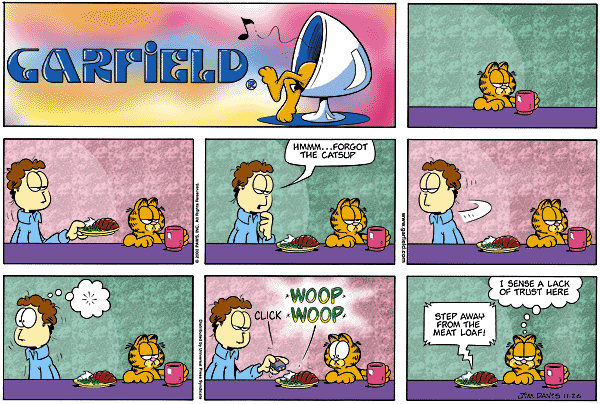 GARFIELD®
© 2006 PAWS, INC. All Rights Reserved.
HMMM...FORGOT
THE CATSUP
www.garfield.com
Distributed by Universal Press Syndicate
CLICK
WOOP
WOOP
STEP AWAY
FROM THE
MEAT LOAF!
I SENSE A LACK
OF TRUST HERE
JIM DAVIS 11-26